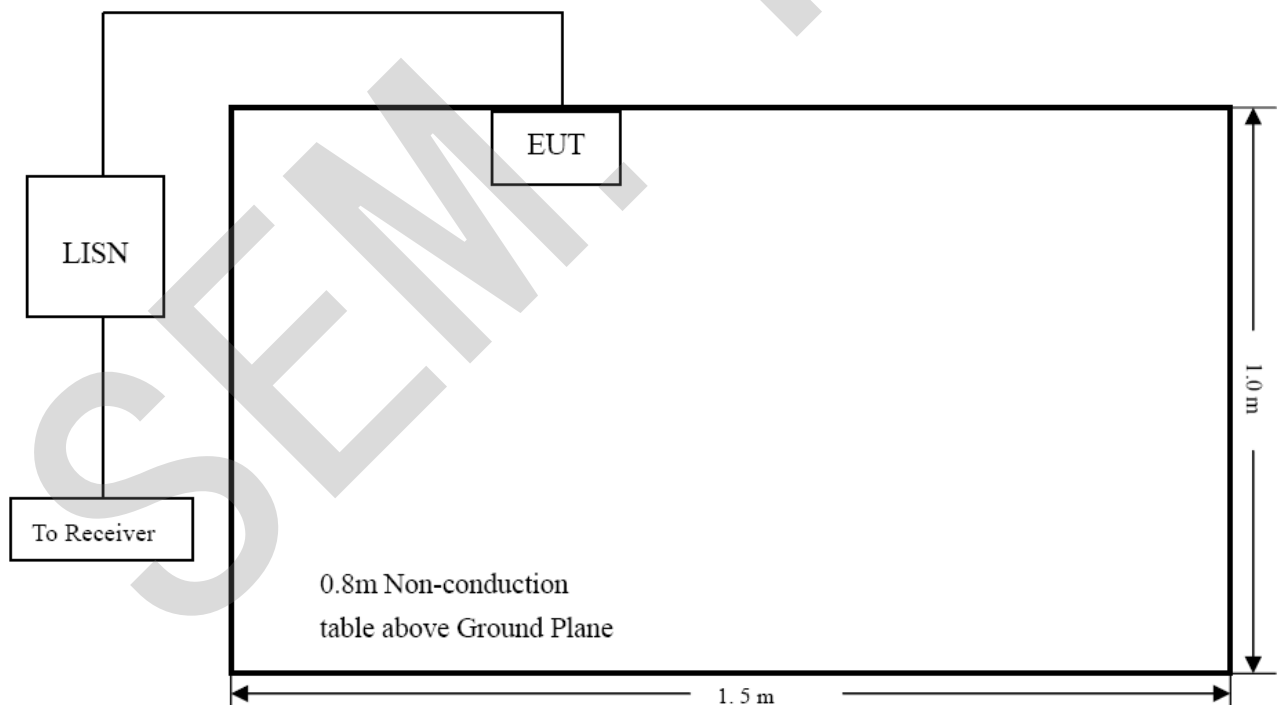 EUT
LISN
1.0 m
To Receiver
0.8m Non-conduction
table above Ground Plane
1. 5 m
SEM.